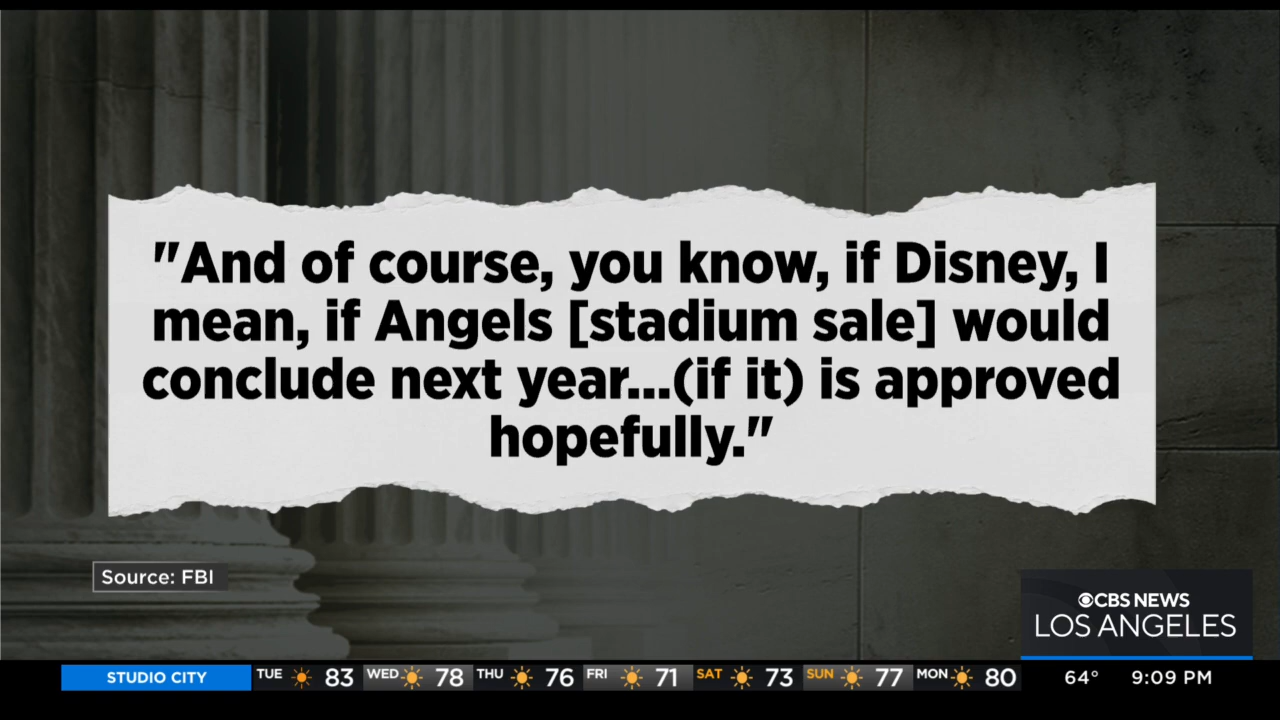 "And of course, you know, if Disney, I
mean, if Angels [stadium sale] would
conclude next year...(if it) is approved
hopefully."
Source: FBI
CBS NEWS
LOS ANGELES
STUDIO CITY TUE 83 WED 78 THU 76 FRI 71 SAT 73 SUN 77 MON 80 64° 9:09 PM